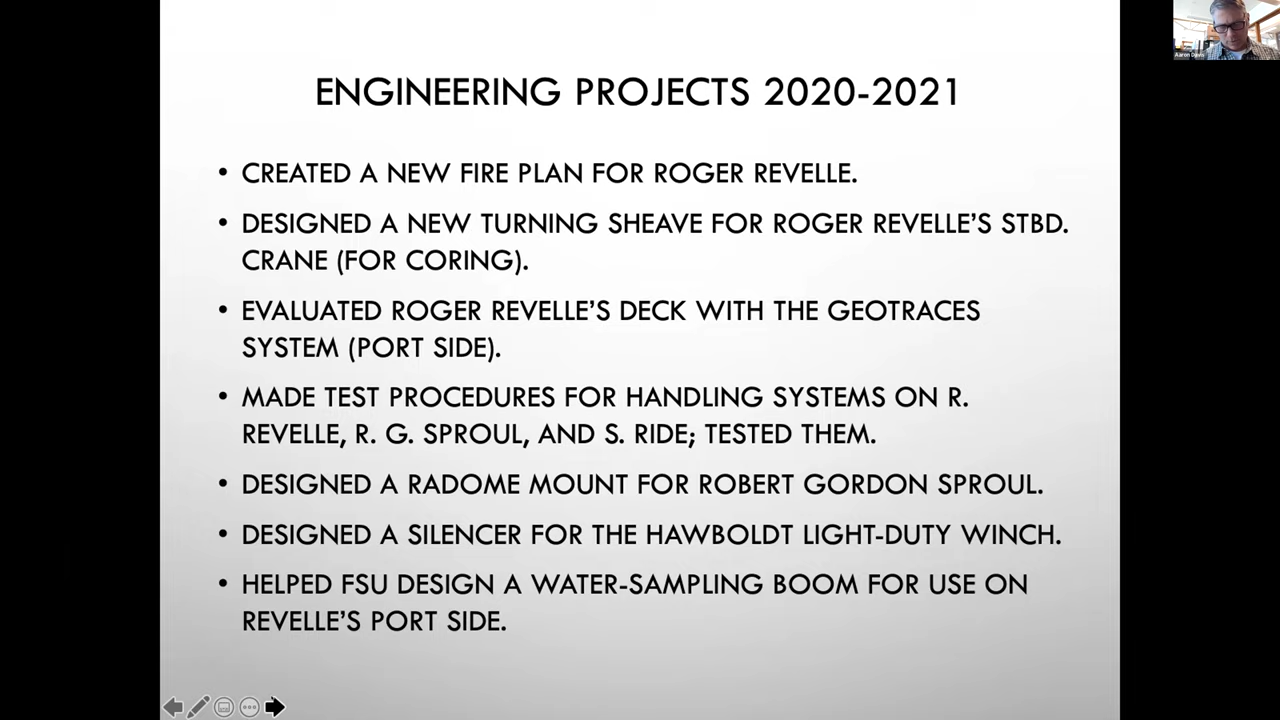 ENGINEERING PROJECTS 2020-2021
• CREATED A NEW FIRE PLAN FOR ROGER REVELLE.
• DESIGNED A NEW TURNING SHEAVE FOR ROGER REVELLE'S STBD.
CRANE (FOR CORING).
• EVALUATED ROGER REVELLE'S DECK WITH THE GEOTRACES
SYSTEM (PORT SIDE).
• MADE TEST PROCEDURES FOR HANDLING SYSTEMS ON R.
REVELLE, R. G. SPROUL, AND S. RIDE; TESTED THEM.
• DESIGNED A RADOME MOUNT FOR ROBERT GORDON SPROUL.
• DESIGNED A SILENCER FOR THE HAWBOLDT LIGHT-DUTY WINCH.
• HELPED FSU DESIGN A WATER-SAMPLING BOOM FOR USE ON
REVELLE'S PORT SIDE.
Aaron Davis